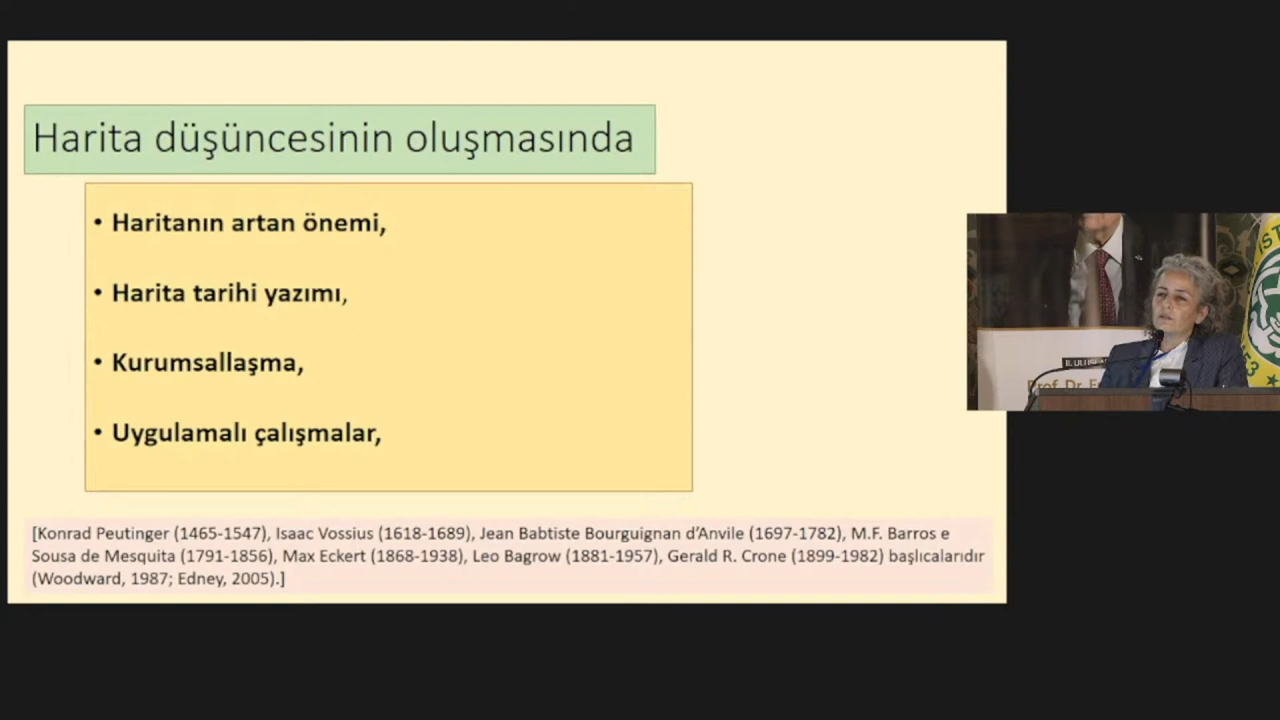 Harita düşüncesinin oluşmasında
• Haritanın artan önemi,
• Harita tarihi yazımı,
• Kurumsallaşma,
• Uygulamalı çalışmalar,
[Konrad Peutinger (1465-1547), Isaac Vossius (1618-1689), Jean Babtiste Bourguignan d'Anvile (1697-1782), M.F. Barros e
Sousa de Mesquita (1791-1856), Max Eckert (1868-1938), Leo Bagrow (1881-1957), Gerald R. Crone (1899-1982) başlıcalarıdır
(Woodward, 1987; Edney, 2005).]
Prof. Dr.